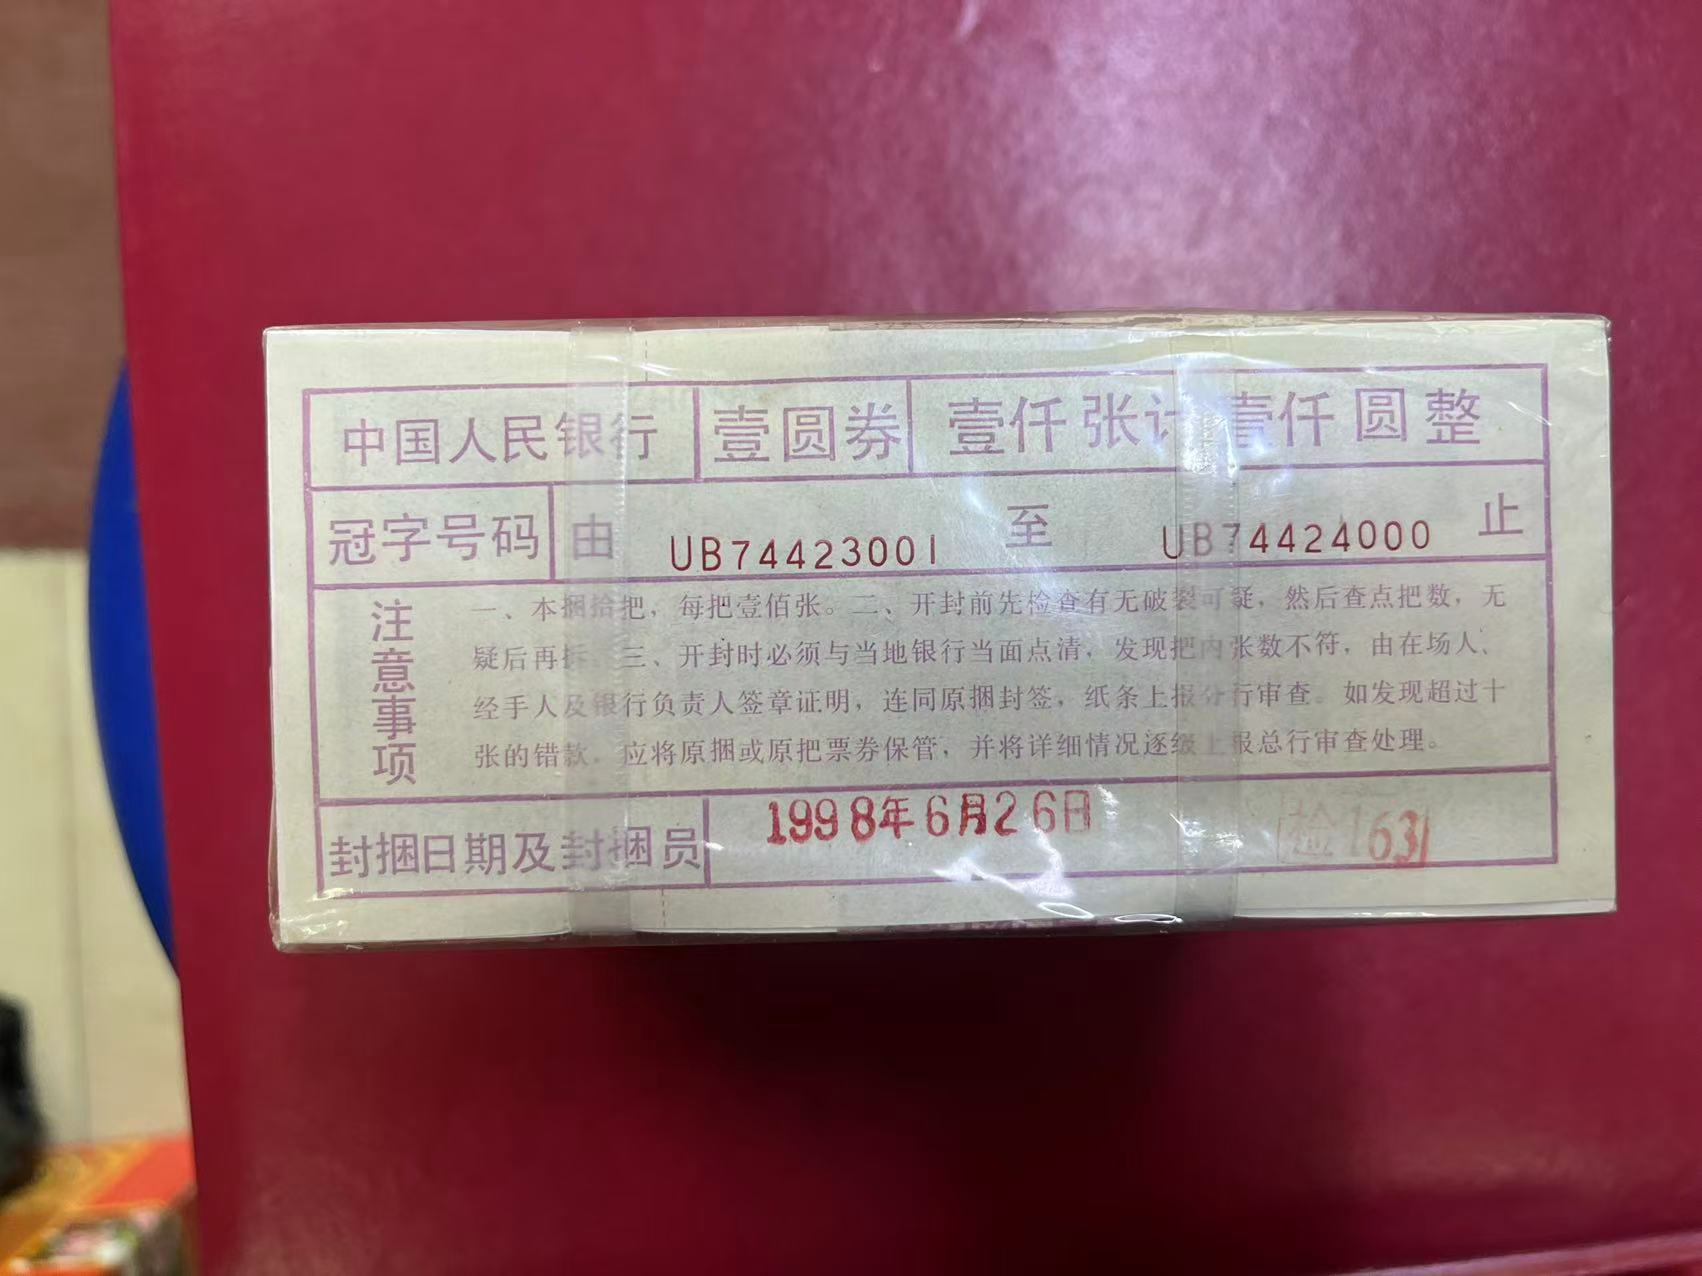 中国人民银行 壹圆券 壹仟张计壹仟圆整
冠字号码 由 UB74423001 至 UB74424000 止
注意事项
一、本捆拾把，每把壹佰张。二、开封前先检查有无破裂可疑，然后查点把数，无
疑后再拆。三、开封时必须与当地银行当面点清，发现把内张数不符，由在场人、
经手人及银行负责人签章证明，连同原捆封签，纸条上报分行审查。如发现超过十
张的错款，应将原捆或原把票券保管，并将详细情况逐级上报总行审查处理。
封捆日期及封捆员 1998年6月26日 检1631